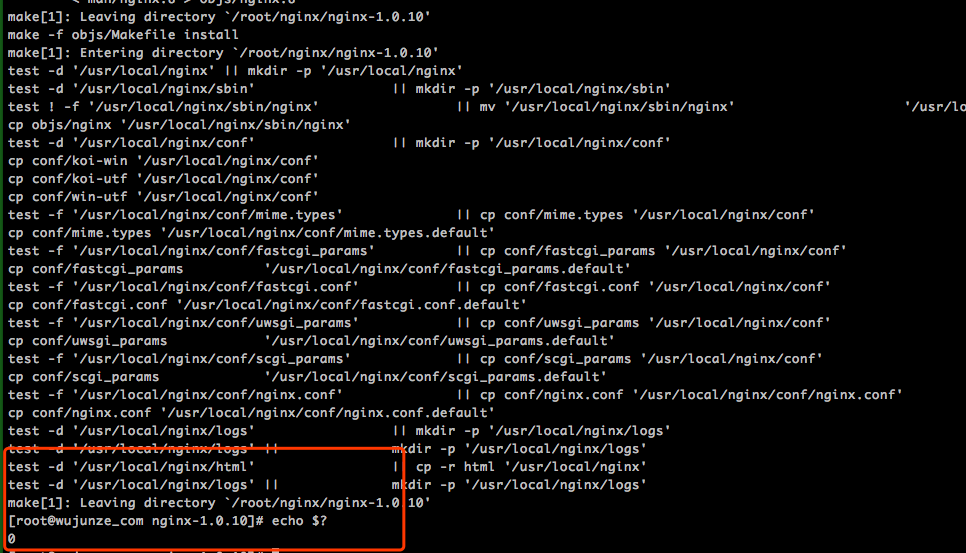 make[1]: Leaving directory `/root/nginx/nginx-1.0.10'
make -f objs/Makefile install
make[1]: Entering directory `/root/nginx/nginx-1.0.10'
test -d '/usr/local/nginx' || mkdir -p '/usr/local/nginx'
test -d '/usr/local/nginx/sbin' || mkdir -p '/usr/local/nginx/sbin'
test ! -f '/usr/local/nginx/sbin/nginx' || mv '/usr/local/nginx/sbin/nginx' '/usr/lo
cp objs/nginx '/usr/local/nginx/sbin/nginx'
test -d '/usr/local/nginx/conf' || mkdir -p '/usr/local/nginx/conf'
cp conf/koi-win '/usr/local/nginx/conf'
cp conf/koi-utf '/usr/local/nginx/conf'
cp conf/win-utf '/usr/local/nginx/conf'
test -f '/usr/local/nginx/conf/mime.types' || cp conf/mime.types '/usr/local/nginx/conf'
cp conf/mime.types '/usr/local/nginx/conf/mime.types.default'
test -f '/usr/local/nginx/conf/fastcgi_params' || cp conf/fastcgi_params '/usr/local/nginx/conf'
cp conf/fastcgi_params '/usr/local/nginx/conf/fastcgi_params.default'
test -f '/usr/local/nginx/conf/fastcgi.conf' || cp conf/fastcgi.conf '/usr/local/nginx/conf'
cp conf/fastcgi.conf '/usr/local/nginx/conf/fastcgi.conf.default'
test -f '/usr/local/nginx/conf/uwsgi_params' || cp conf/uwsgi_params '/usr/local/nginx/conf'
cp conf/uwsgi_params '/usr/local/nginx/conf/uwsgi_params.default'
test -f '/usr/local/nginx/conf/scgi_params' || cp conf/scgi_params '/usr/local/nginx/conf'
cp conf/scgi_params '/usr/local/nginx/conf/scgi_params.default'
test -f '/usr/local/nginx/conf/nginx.conf' || cp conf/nginx.conf '/usr/local/nginx/conf/nginx.conf'
cp conf/nginx.conf '/usr/local/nginx/conf/nginx.conf.default'
test -d '/usr/local/nginx/logs' || mkdir -p '/usr/local/nginx/logs'
test -d '/usr/local/nginx/logs' || mkdir -p '/usr/local/nginx/logs'
test -d '/usr/local/nginx/html' || cp -r html '/usr/local/nginx'
test -d '/usr/local/nginx/logs' || mkdir -p '/usr/local/nginx/logs'
make[1]: Leaving directory `/root/nginx/nginx-1.0.10'
[root@wujunze_com nginx-1.0.10]# echo $?
0